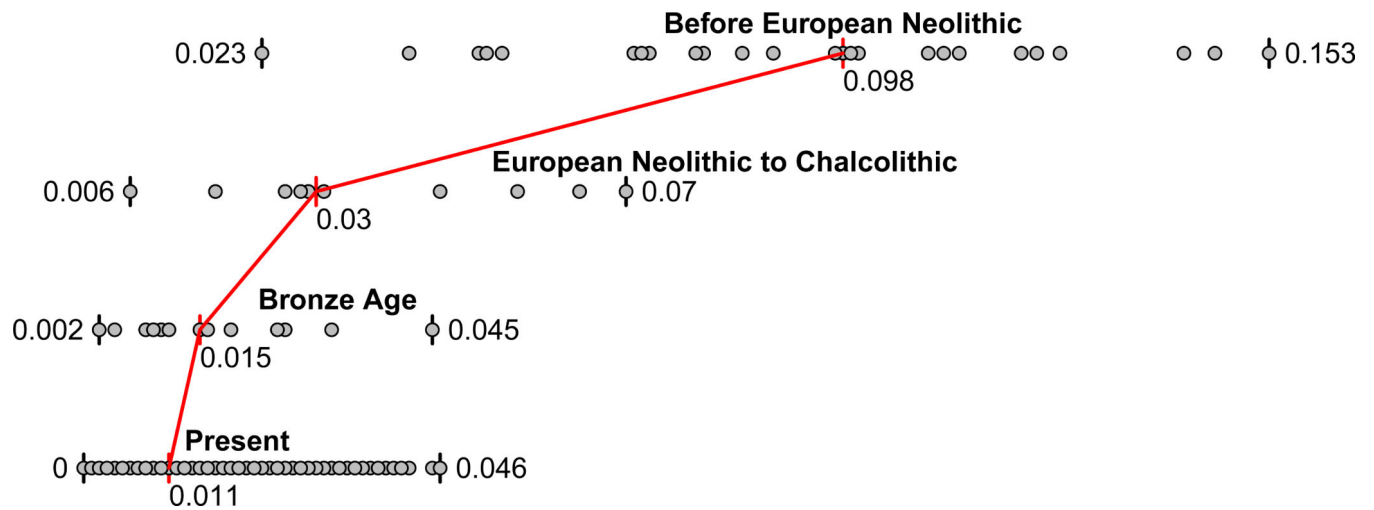 Before European Neolithic
0.023 0.153
0.098
European Neolithic to Chalcolithic
0.006 0.07
0.03
Bronze Age
0.002 0.045
0.015
Present
0 0.046
0.011